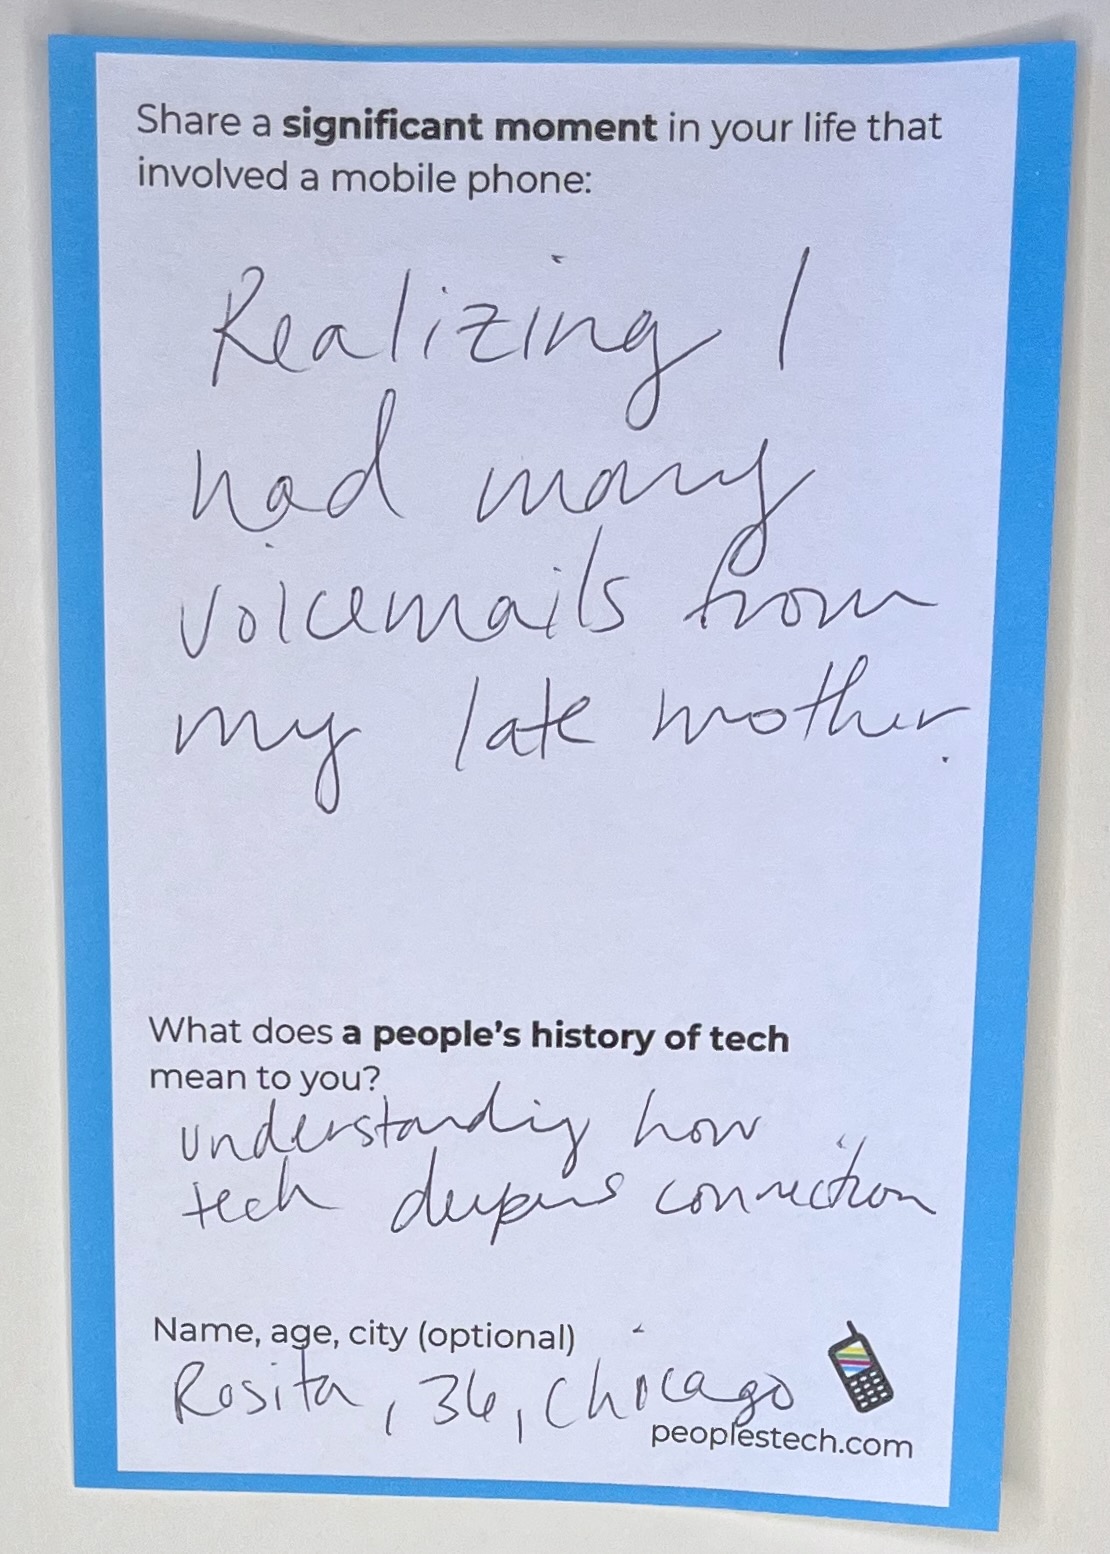 Share a significant moment in your life that
involved a mobile phone:
Realizing I
had many
voicemails from
my late mother.
What does a people's history of tech
mean to you?
understanding how
tech deepens connection
Name, age, city (optional)
Rosita, 36, Chicago
peoplestech.com